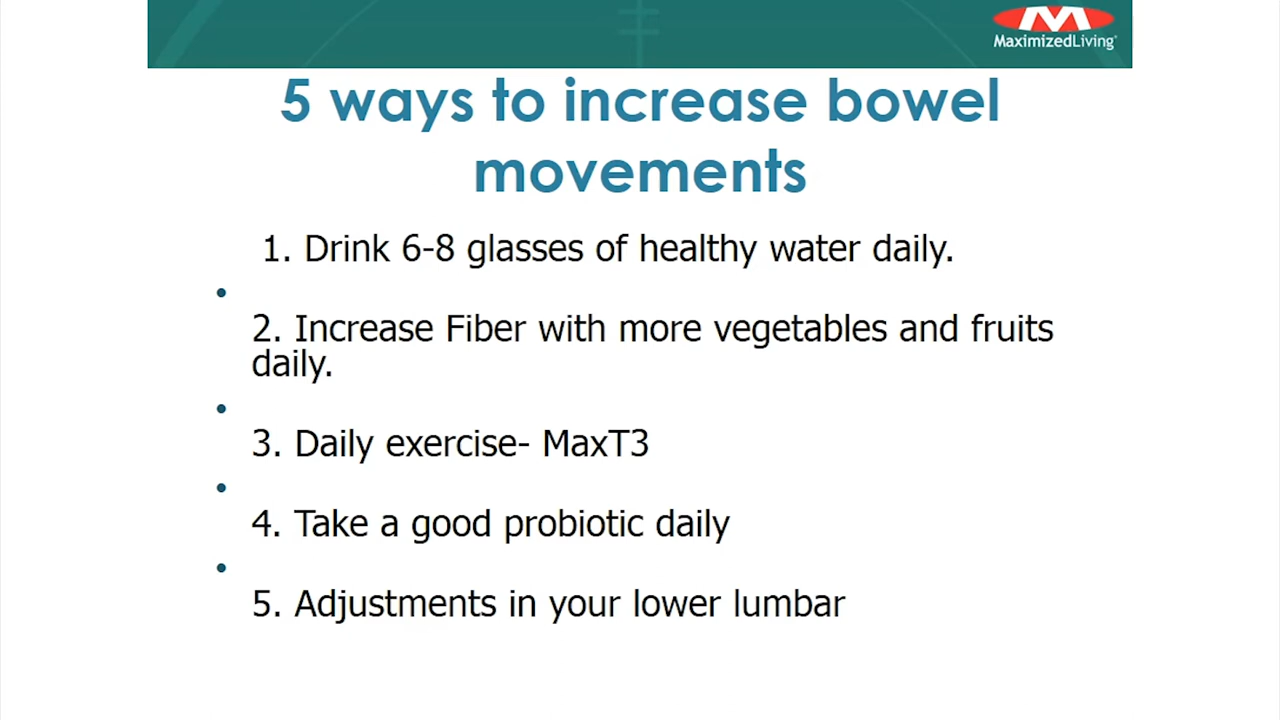 MaximizedLiving
5 ways to increase bowel
movements
1. Drink 6-8 glasses of healthy water daily.
2. Increase Fiber with more vegetables and fruits
daily.
3. Daily exercise- MaxT3
4. Take a good probiotic daily
5. Adjustments in your lower lumbar